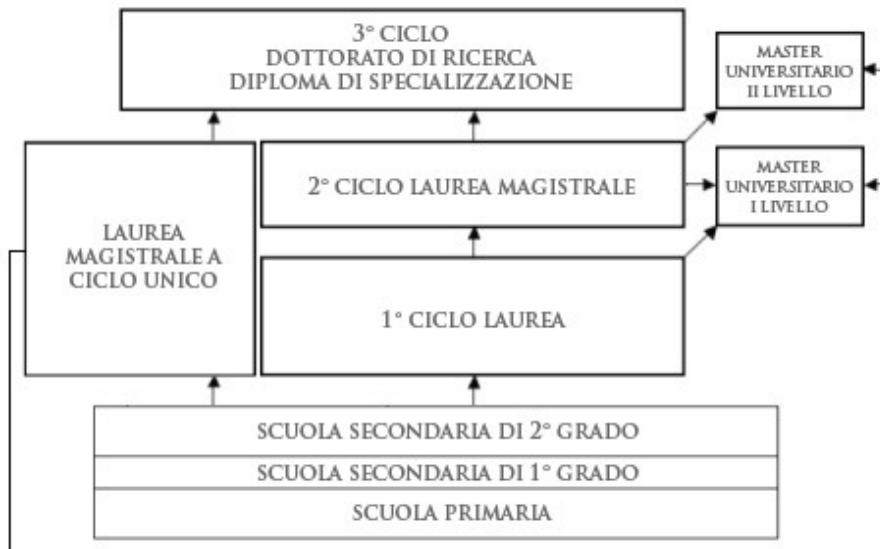 3° CICLO
DOTTORATO DI RICERCA
DIPLOMA DI SPECIALIZZAZIONE
MASTER
UNIVERSITARIO
II LIVELLO
LAUREA
MAGISTRALE A
CICLO UNICO
2° CICLO LAUREA MAGISTRALE
MASTER
UNIVERSITARIO
I LIVELLO
1° CICLO LAUREA
SCUOLA SECONDARIA DI 2° GRADO
SCUOLA SECONDARIA DI 1° GRADO
SCUOLA PRIMARIA